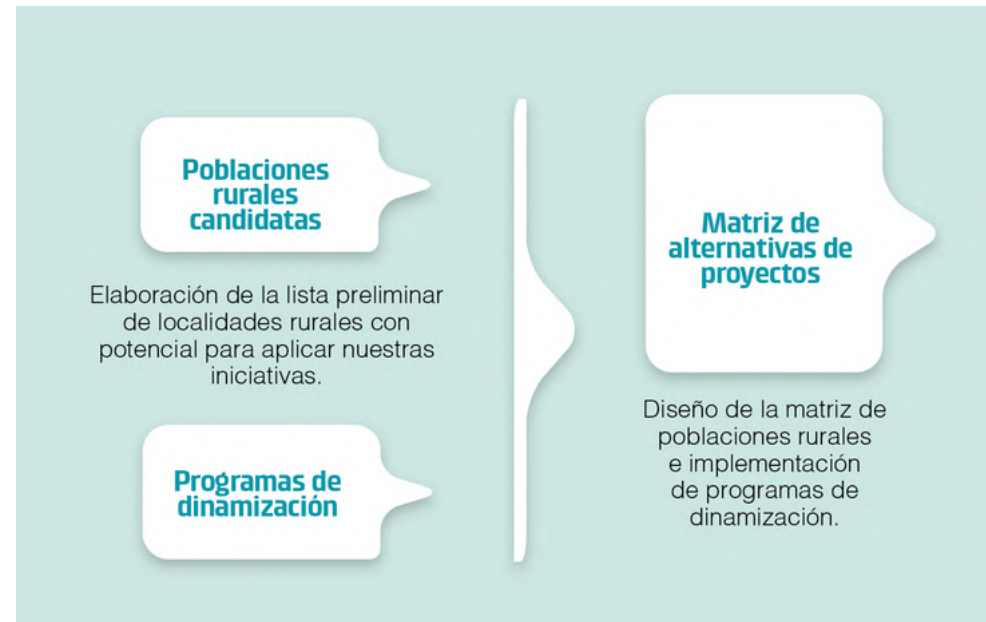 Poblaciones
rurales
candidatas
Elaboración de la lista preliminar
de localidades rurales con
potencial para aplicar nuestras
iniciativas.
Programas de
dinamización
Matriz de
alternativas de
proyectos
Diseño de la matriz de
poblaciones rurales
e implementación
de programas de
dinamización.